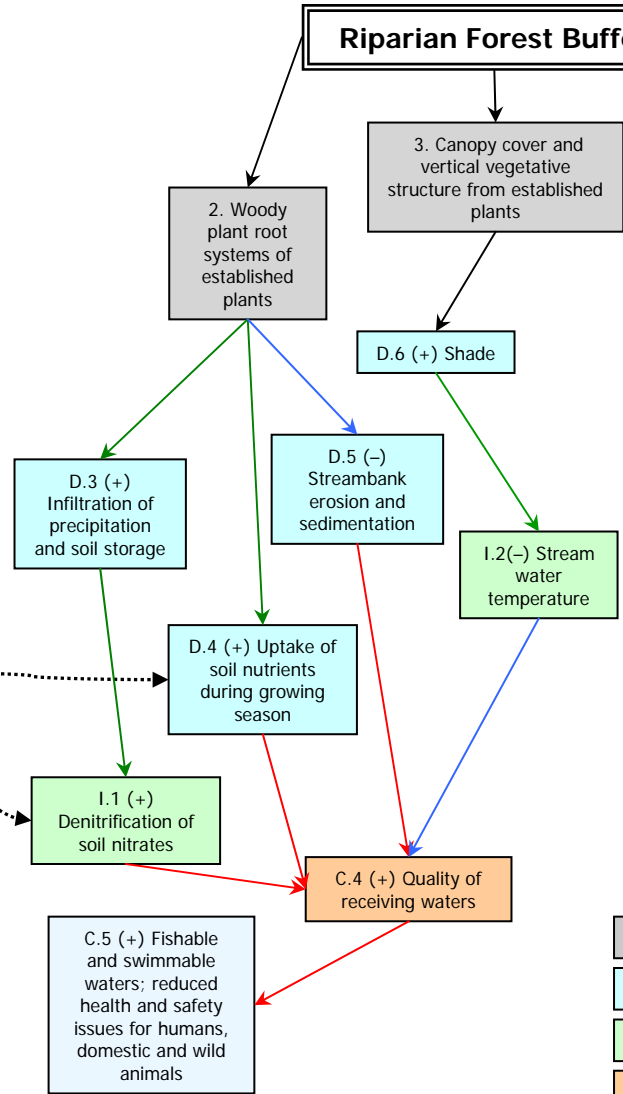 Riparian Forest Buff
3. Canopy cover and
vertical vegetative
structure from established
plants
2. Woody
plant root
systems of
established
plants
D.6 (+) Shade
D.3 (+)
Infiltration of
precipitation
and soil storage
D.5 (–)
Streambank
erosion and
sedimentation
I.2(–) Stream
water
temperature
D.4 (+) Uptake of
soil nutrients
during growing
season
I.1 (+)
Denitrification of
soil nitrates
C.4 (+) Quality of
receiving waters
C.5 (+) Fishable
and swimmable
waters; reduced
health and safety
issues for humans,
domestic and wild
animals